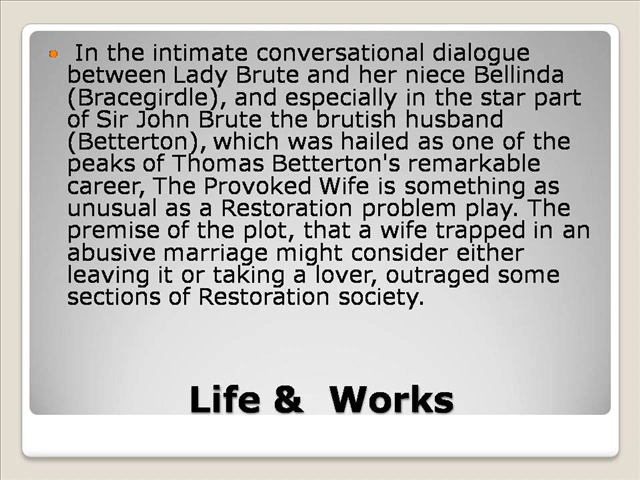 In the intimate conversational dialogue
between Lady Brute and her niece Bellinda
(Bracegirdle), and especially in the star part
of Sir John Brute the brutish husband
(Betterton), which was hailed as one of the
peaks of Thomas Betterton's remarkable
career, The Provoked Wife is something as
unusual as a Restoration problem play. The
premise of the plot, that a wife trapped in an
abusive marriage might consider either
leaving it or taking a lover, outraged some
sections of Restoration society.
Life & Works